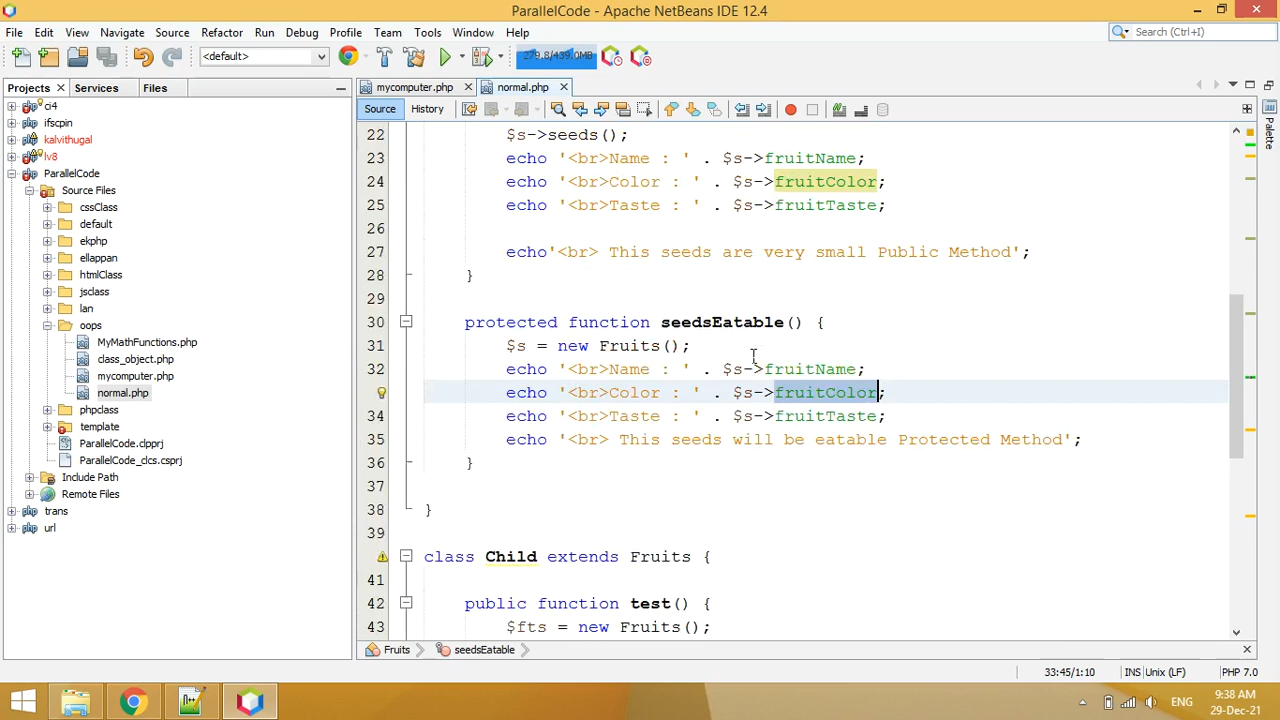 ParallelCode - Apache NetBeans IDE 12.4
File Edit View Navigate Source Refactor Run Debug Profile Team Tools Window Help
Search (Ctrl+I)
<default>
279.8/439.0MB
Projects Services Files
mycomputer.php normal.php
Source History
Palette
ci4
ifscpin
kalvithugal
lv8
ParallelCode
Source Files
cssClass
default
ekphp
ellappan
htmlClass
jsclass
lan
oops
MyMathFunctions.php
class_object.php
mycomputer.php
normal.php
phpclass
template
ParallelCode.clpprj
ParallelCode_clcs.csprj
Include Path
Remote Files
trans
url
22 $s->seeds();
23 echo '<br>Name : ' . $s->fruitName;
24 echo '<br>Color : ' . $s->fruitColor;
25 echo '<br>Taste : ' . $s->fruitTaste;
26
27 echo'<br> This seeds are very small Public Method';
28 }
29
30 protected function seedsEatable() {
31 $s = new Fruits();
32 echo '<br>Name : ' . $s->fruitName;
echo '<br>Color : ' . $s->fruitColor;
34 echo '<br>Taste : ' . $s->fruitTaste;
35 echo '<br> This seeds will be eatable Protected Method';
36 }
37
38 }
39
class Child extends Fruits {
41
42 public function test() {
43 $fts = new Fruits();
Fruits seedsEatable
33:45/1:10 INS Unix (LF) PHP 7.0
ENG
9:38 AM
29-Dec-21